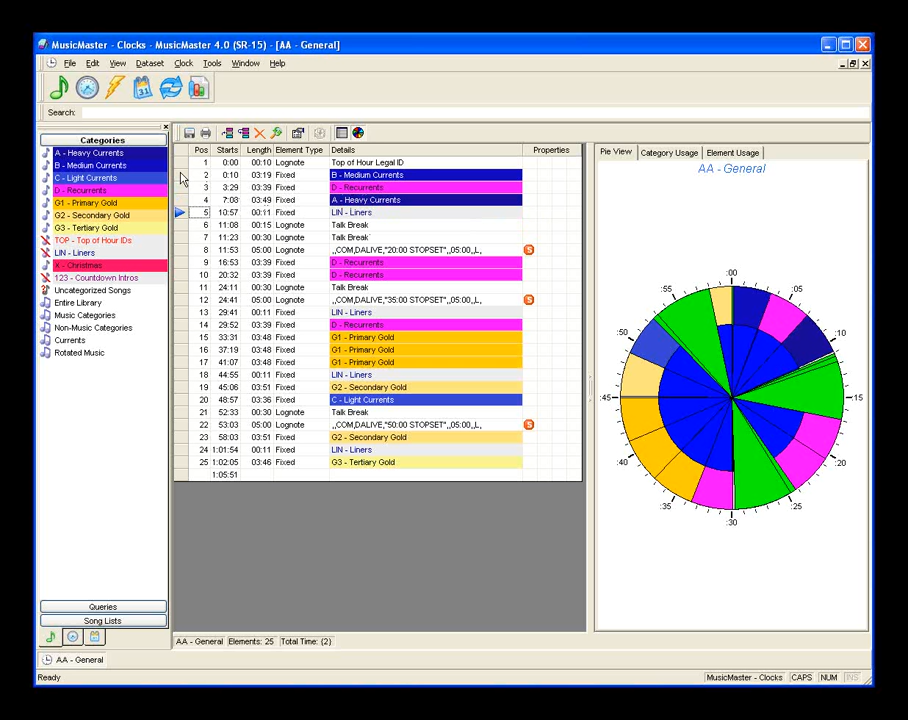 MusicMaster - Clocks - MusicMaster 4.0 (SR-15) - [AA - General]
File Edit View Dataset Clock Tools Window Help
31
Search:
Categories
A - Heavy Currents
B - Medium Currents
C - Light Currents
D - Recurrents
G1 - Primary Gold
G2 - Secondary Gold
G3 - Tertiary Gold
TOP - Top of Hour IDs
LIN - Liners
X - Christmas
123 - Countdown Intros
Uncategorized Songs
Entire Library
Music Categories
Non-Music Categories
Currents
Rotated Music
Queries
Song Lists
Pos Starts Length Element Type Details Properties
1 0:00 00:10 Lognote Top of Hour Legal ID
2 0:10 03:19 Fixed B - Medium Currents
3 3:29 03:39 Fixed D - Recurrents
4 7:08 03:49 Fixed A - Heavy Currents
5 10:57 00:11 Fixed LIN - Liners
6 11:08 00:15 Lognote Talk Break
7 11:23 00:30 Lognote Talk Break
8 11:53 05:00 Lognote ,,COM,DALIVE,"20:00 STOPSET",,05:00,,L, S
9 16:53 03:39 Fixed D - Recurrents
10 20:32 03:39 Fixed D - Recurrents
11 24:11 00:30 Lognote Talk Break
12 24:41 05:00 Lognote ,,COM,DALIVE,"35:00 STOPSET",,05:00,,L, S
13 29:41 00:11 Fixed LIN - Liners
14 29:52 03:39 Fixed D - Recurrents
15 33:31 03:48 Fixed G1 - Primary Gold
16 37:19 03:48 Fixed G1 - Primary Gold
17 41:07 03:48 Fixed G1 - Primary Gold
18 44:55 00:11 Fixed LIN - Liners
19 45:06 03:51 Fixed G2 - Secondary Gold
20 48:57 03:36 Fixed C - Light Currents
21 52:33 00:30 Lognote Talk Break
22 53:03 05:00 Lognote ,,COM,DALIVE,"50:00 STOPSET",,05:00,,L, S
23 58:03 03:51 Fixed G2 - Secondary Gold
24 1:01:54 00:11 Fixed LIN - Liners
25 1:02:05 03:46 Fixed G3 - Tertiary Gold
1:05:51
Pie View Category Usage Element Usage
AA - General
:00
:05
:10
:15
:20
:25
:30
:35
:40
:45
:50
:55
AA - General Elements: 25 Total Time: {2}
AA - General
Ready MusicMaster - Clocks CAPS NUM INS